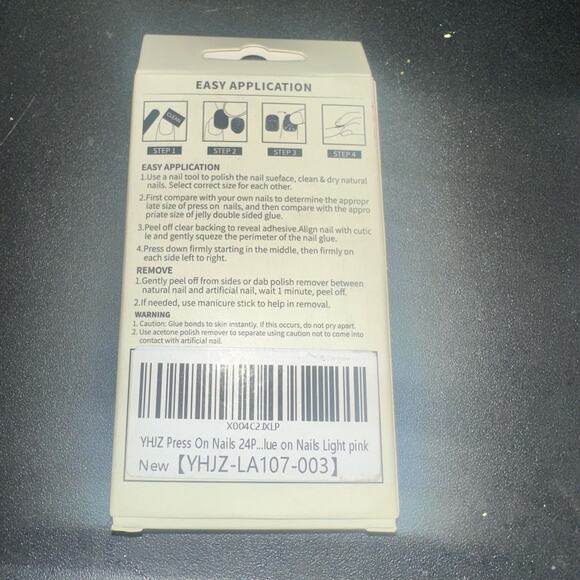 EASY APPLICATION
CLEAN
STEP 1 STEP 2 STEP 3 STEP 4
EASY APPLICATION
1.Use a nail tool to polish the nail sueface, clean & dry natural
nails. Select correct size for each other.
2.First compare with your own nails to determine the appropr
iate size of press on nails, and then compare with the appro
priate size of jelly double sided glue.
3.Peel off clear backing to reveal adhesive.Align nail with cutic
le and gently squeze the perimeter of the nail glue.
4.Press down firmly starting in the middle, then firmly on
each side left to right.
REMOVE
1.Gently peel off from sides or dab polish remover between
natural nail and artificial nail, wait 1 minute, peel off.
2.If needed, use manicure stick to help in removal.
WARNING
1. Caution: Glue bonds to skin instantly. If this occurs, do not pry apart.
2. Use acetone polish remover to separate using caution not to come into
contact with artificial nail.
X004C2JXLP
YHJZ Press On Nails 24P...lue on Nails Light pink
New【YHJZ-LA107-003】